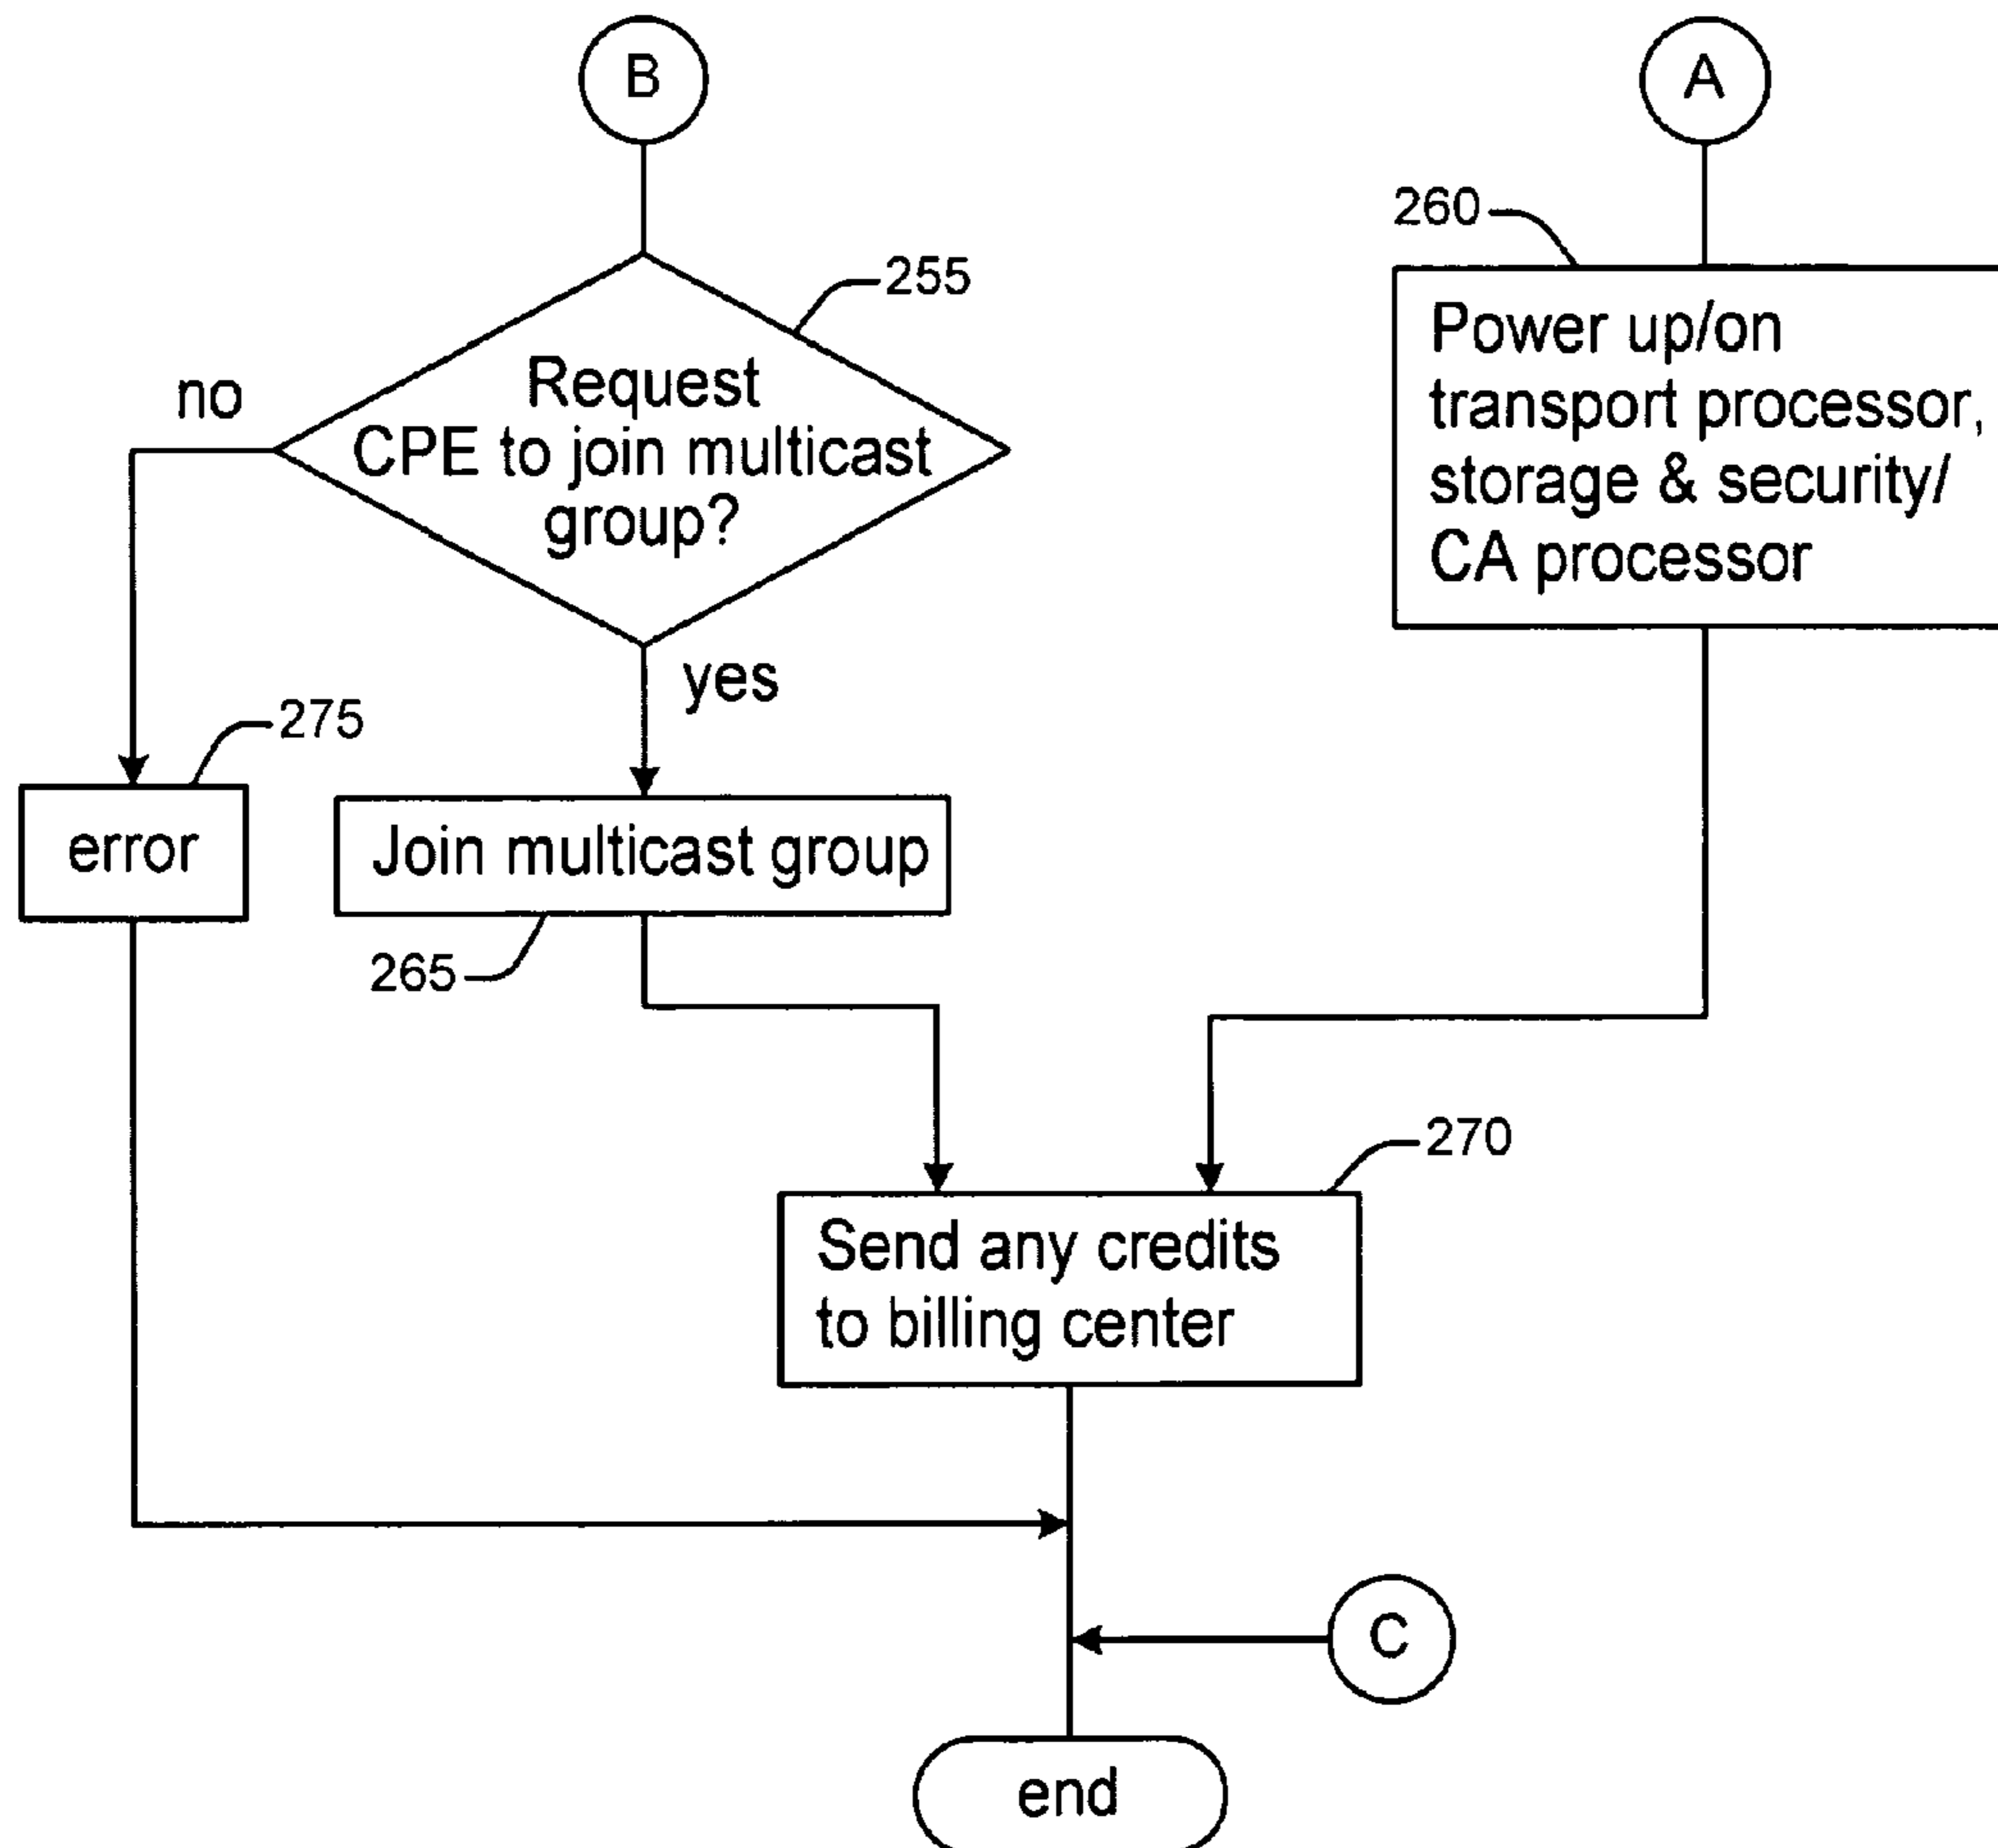 B
A
260
255
Request
CPE to join multicast
group?
no
yes
Power up/on
transport processor,
storage & security/
CA processor
275
error
Join multicast group
265
270
Send any credits
to billing center
C
end